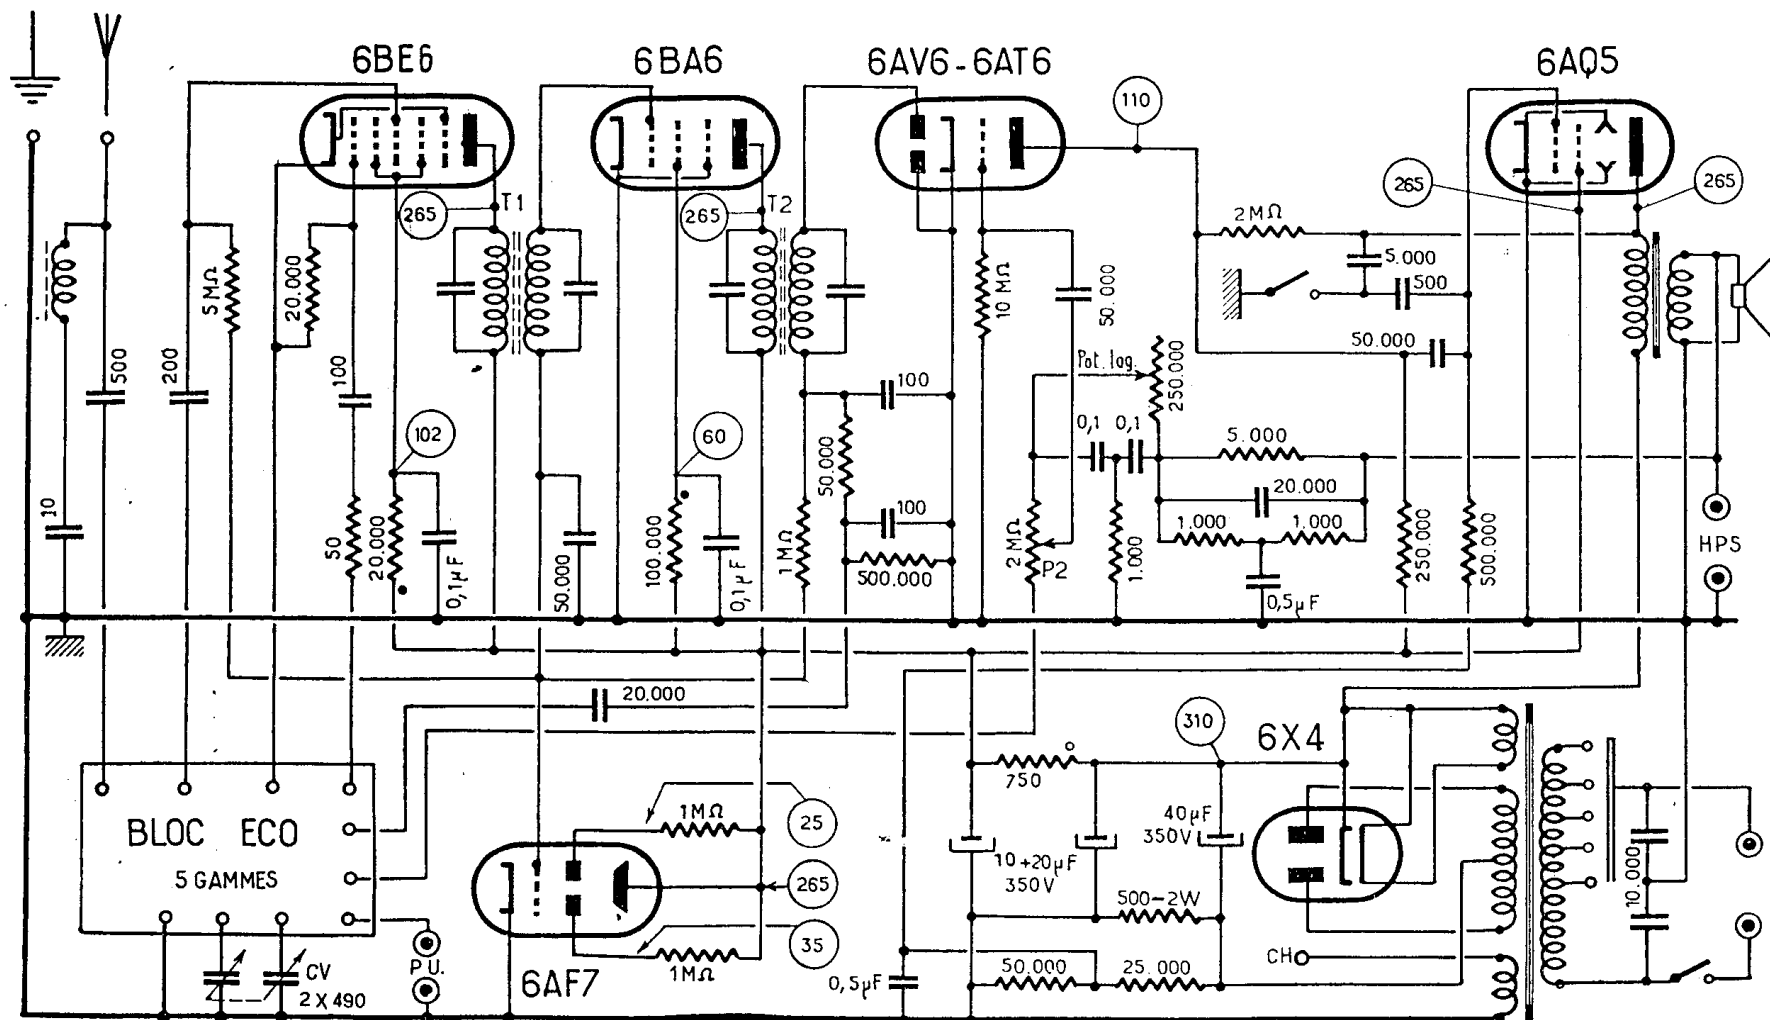 6BE6
6BA6
6AV6-6AT6
6AQ5
110
265
265
265
265
T1
T2
2MΩ
5.000
500
5MΩ
20.000
10 MΩ
50.000
50.000
500
200
100
100
Pot. log.
250.000
0,1
0,1
5.000
102
60
50.000
20.000
10
50
20.000
0,1µF
50.000
100.000
0,1µF
1MΩ
100
500.000
2MΩ
P2
1.000
1.000
1.000
0,5µF
250.000
500.000
HPS
20.000
310
6X4
750
BLOC ECO
5 GAMMES
1MΩ
25
40µF
350V
10+20µF
350V
265
500-2W
10.000
35
1MΩ
6AF7
P.U.
CV
2X490
0,5µF
50.000
25.000
CH